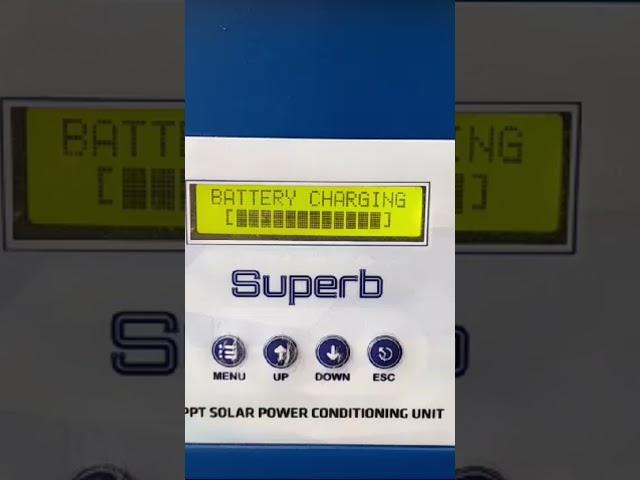 BATTERY CHARGING
Superb
MENU UP DOWN ESC
PPT SOLAR POWER CONDITIONING UNIT